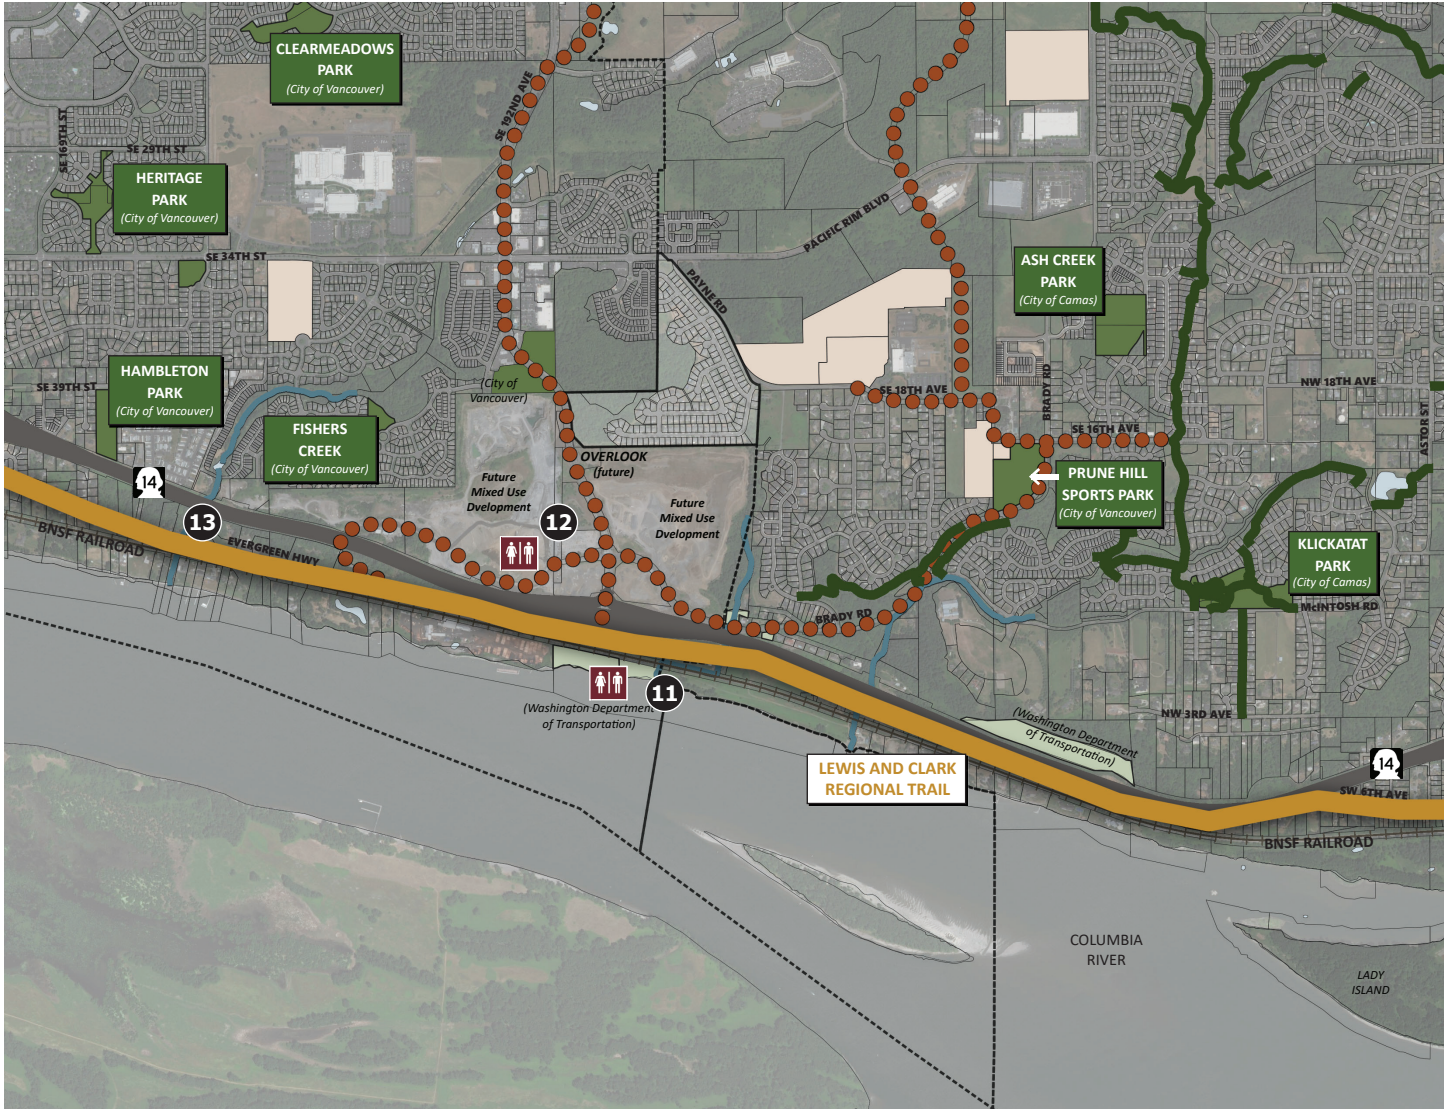 CLEARMEADOWS
PARK
(City of Vancouver)
SE 192ND AVE
SE 169TH ST
SE 29TH ST
HERITAGE
PARK
(City of Vancouver)
PACIFIC RIM BLVD
SE 34TH ST
ASH CREEK
PARK
(City of Camas)
PAYNE RD
HAMBLETON
PARK
(City of Vancouver)
SE 39TH ST
(City of
Vancouver)
SE 18TH AVE
BRADY RD
NW 18TH AVE
ASTOR ST
SE 16TH AVE
FISHERS
CREEK
(City of Vancouver)
OVERLOOK
(future)
Future
Mixed Use
Dvelopment
Future
Mixed Use
Dvelopment
PRUNE HILL
SPORTS PARK
(City of Vancouver)
14
13
12
BNSF RAILROAD
EVERGREEN HWY
KLICKATAT
PARK
(City of Camas)
McINTOSH RD
BRADY RD
11
(Washington Department
of Transportation)
NW 3RD AVE
(Washington Department
of Transportation)
LEWIS AND CLARK
REGIONAL TRAIL
14
SW 6TH AVE
BNSF RAILROAD
COLUMBIA
RIVER
LADY
ISLAND